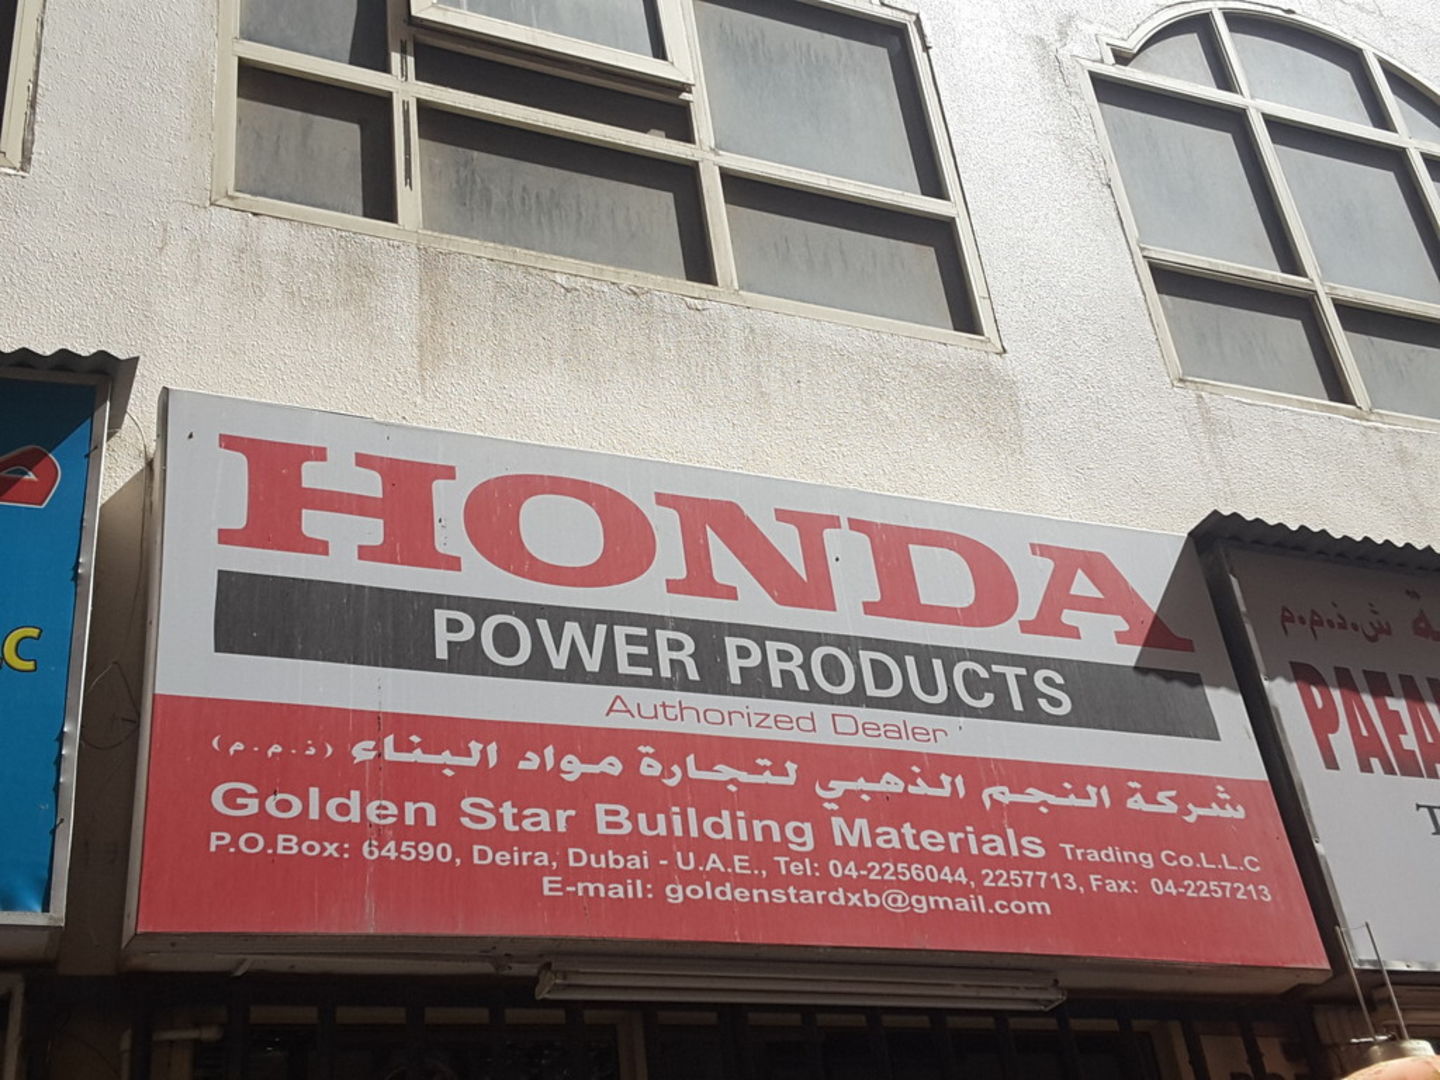 HONDA
POWER PRODUCTS
Authorized Dealer
شركة النجم الذهبي لتجارة مواد البناء (ذ.م.م)
Golden Star Building Materials Trading Co.L.L.C
P.O.Box: 64590, Deira, Dubai - U.A.E., Tel: 04-2256044, 2257713, Fax: 04-2257213
E-mail: goldenstardxb@gmail.com
ش.ذ.م.م